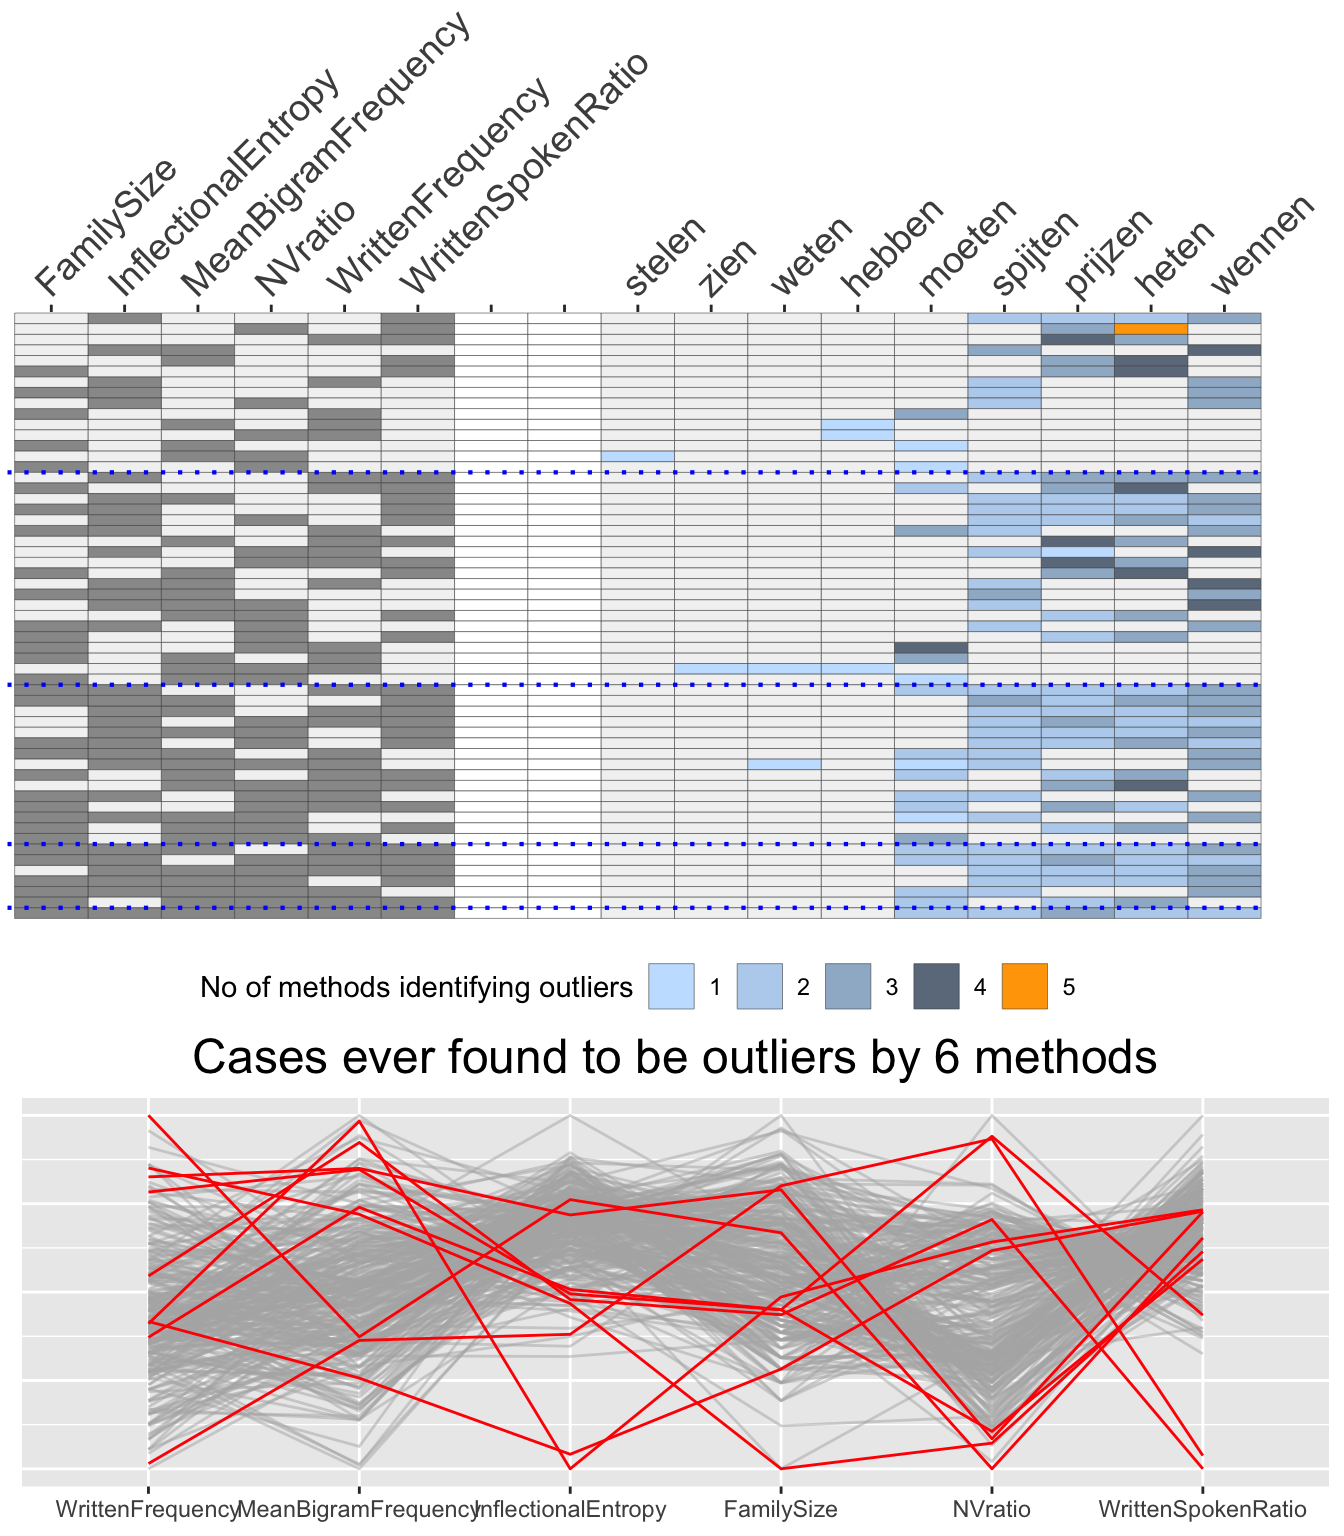 FamilySize
InflectionalEntropy
MeanBigramFrequency
NVratio
WrittenFrequency
WrittenSpokenRatio
stelen
zien
weten
hebben
moeten
spijten
prijzen
heten
wennen
No of methods identifying outliers 1 2 3 4 5
Cases ever found to be outliers by 6 methods
WrittenFrequency MeanBigramFrequency InflectionalEntropy FamilySize NVratio WrittenSpokenRatio